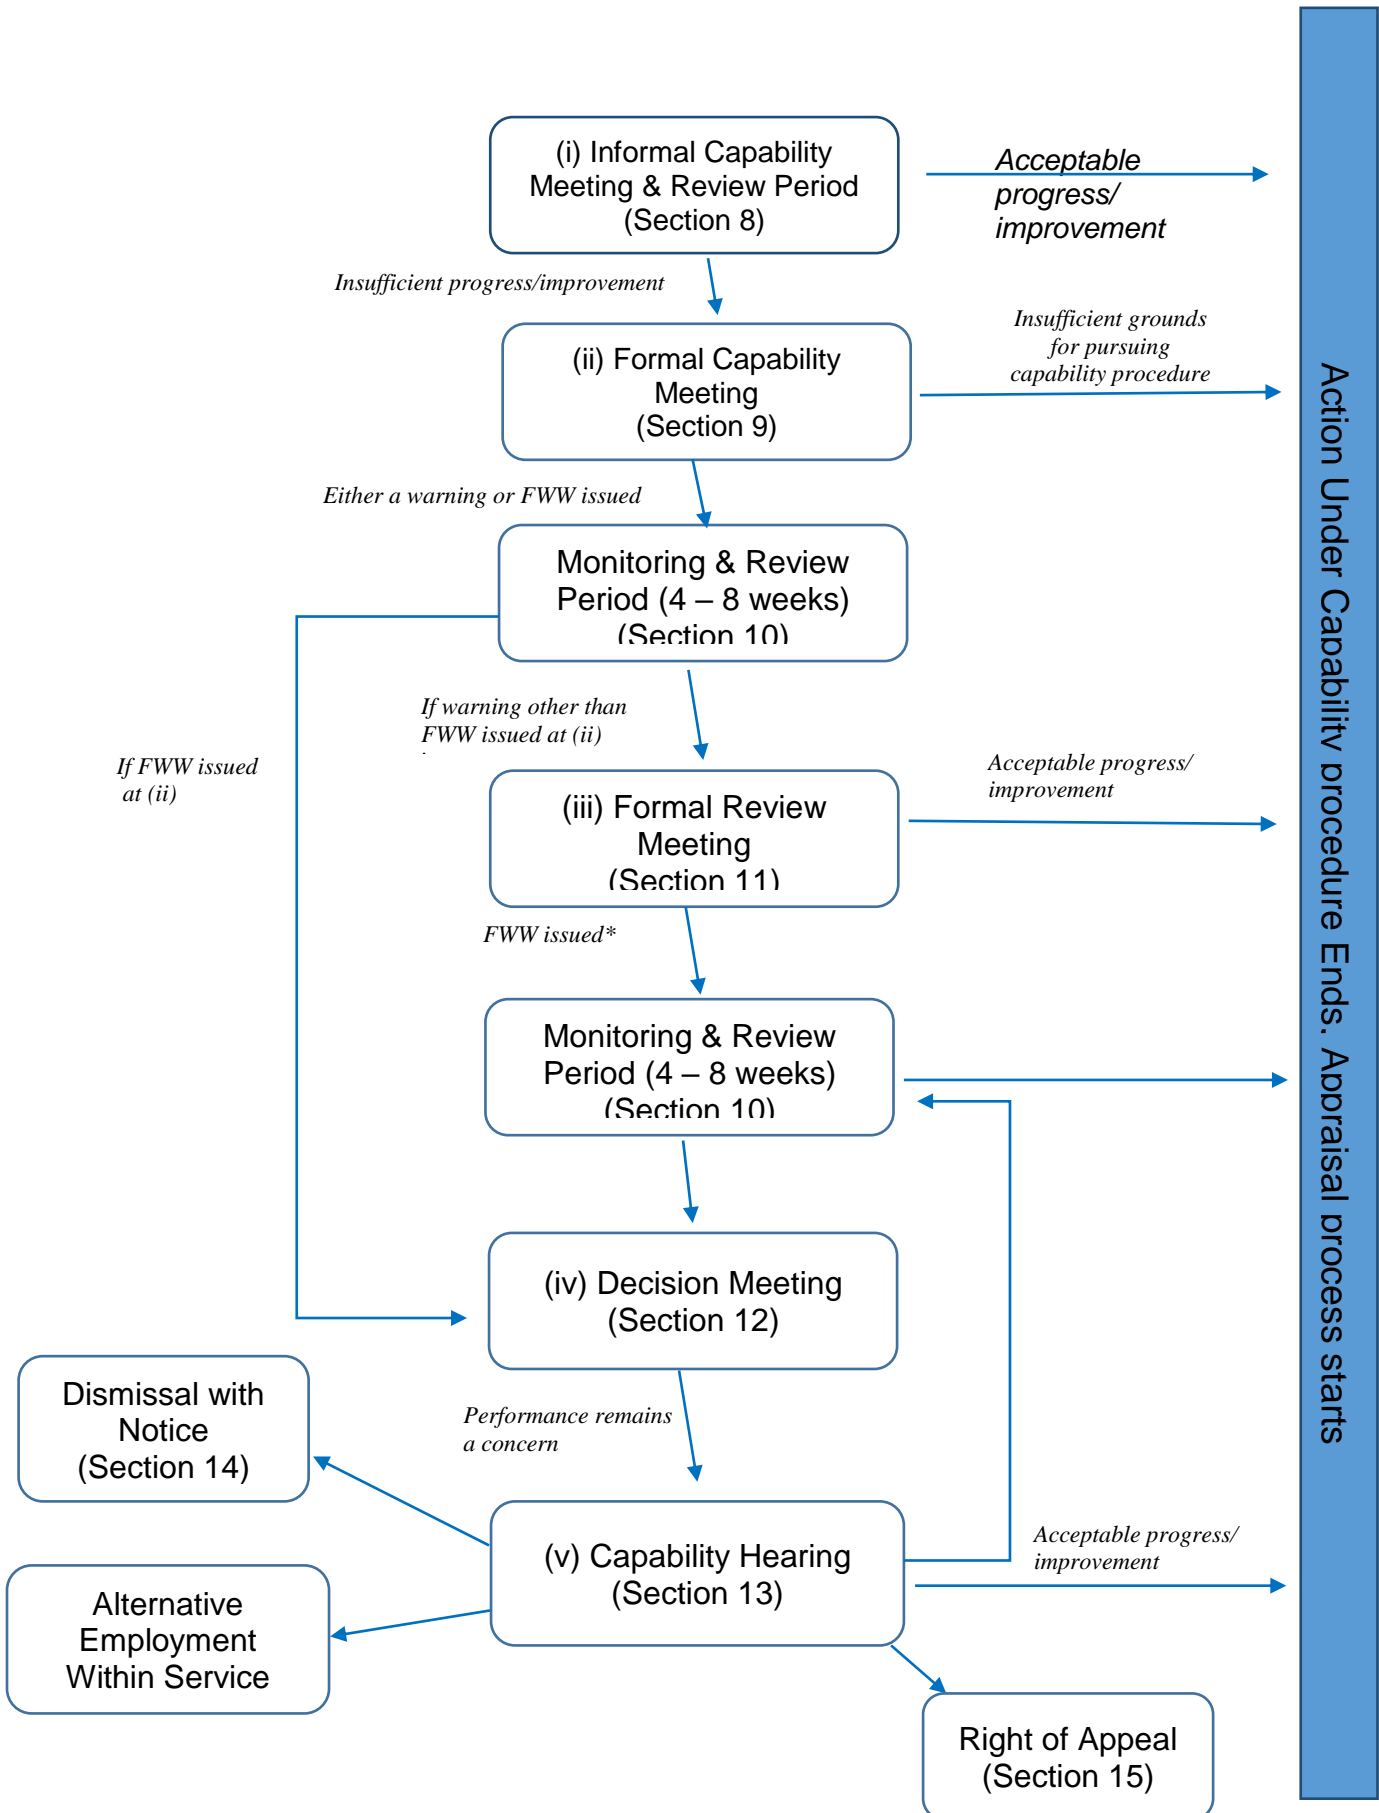 (i) Informal Capability
Meeting & Review Period
(Section 8)
Acceptable
progress/
improvement
Insufficient progress/improvement
Insufficient grounds
for pursuing
capability procedure
(ii) Formal Capability
Meeting
(Section 9)
Either a warning or FWW issued
Monitoring & Review
Period (4 – 8 weeks)
(Section 10)
If warning other than
FWW issued at (ii)
If FWW issued
at (ii)
(iii) Formal Review
Meeting
(Section 11)
Acceptable progress/
improvement
FWW issued*
Monitoring & Review
Period (4 – 8 weeks)
(Section 10)
(iv) Decision Meeting
(Section 12)
Dismissal with
Notice
(Section 14)
Performance remains
a concern
(v) Capability Hearing
(Section 13)
Acceptable progress/
improvement
Alternative
Employment
Within Service
Right of Appeal
(Section 15)
Action Under Capability procedure Ends. Appraisal process starts